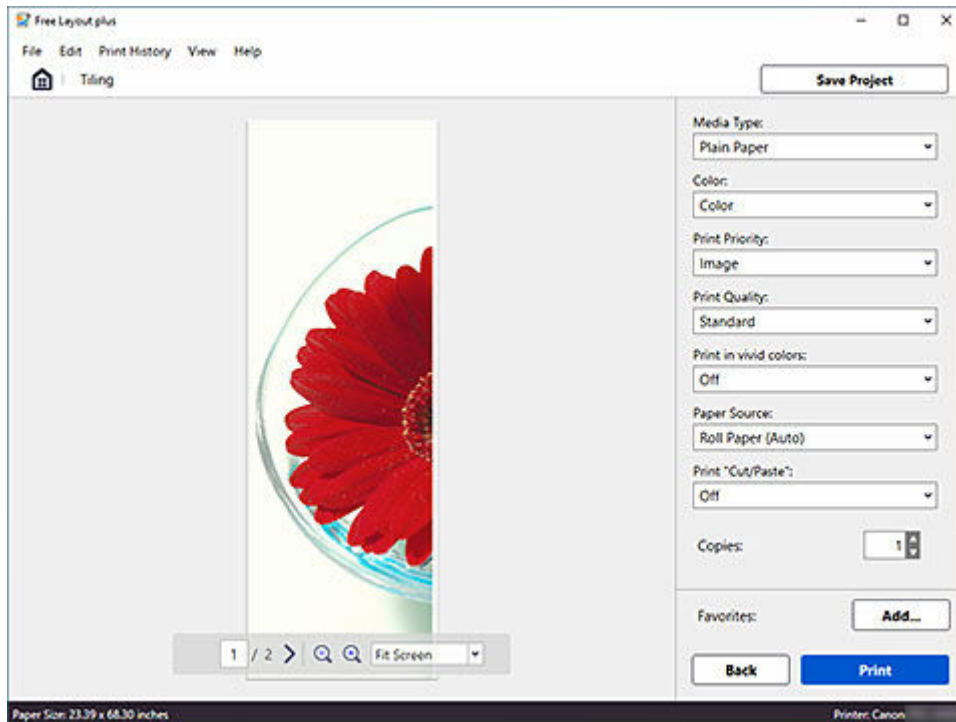 Free Layout plus
File Edit Print History View Help
Tiling
Save Project
Media Type:
Plain Paper
Color:
Color
Print Priority:
Image
Print Quality:
Standard
Print in vivid colors:
Off
Paper Source:
Roll Paper (Auto)
Print "Cut/Paste":
Off
Copies: 1
Favorites: Add...
1 / 2 Fit Screen
Back Print
Paper Size: 23.39 x 68.30 inches Printer: Canon